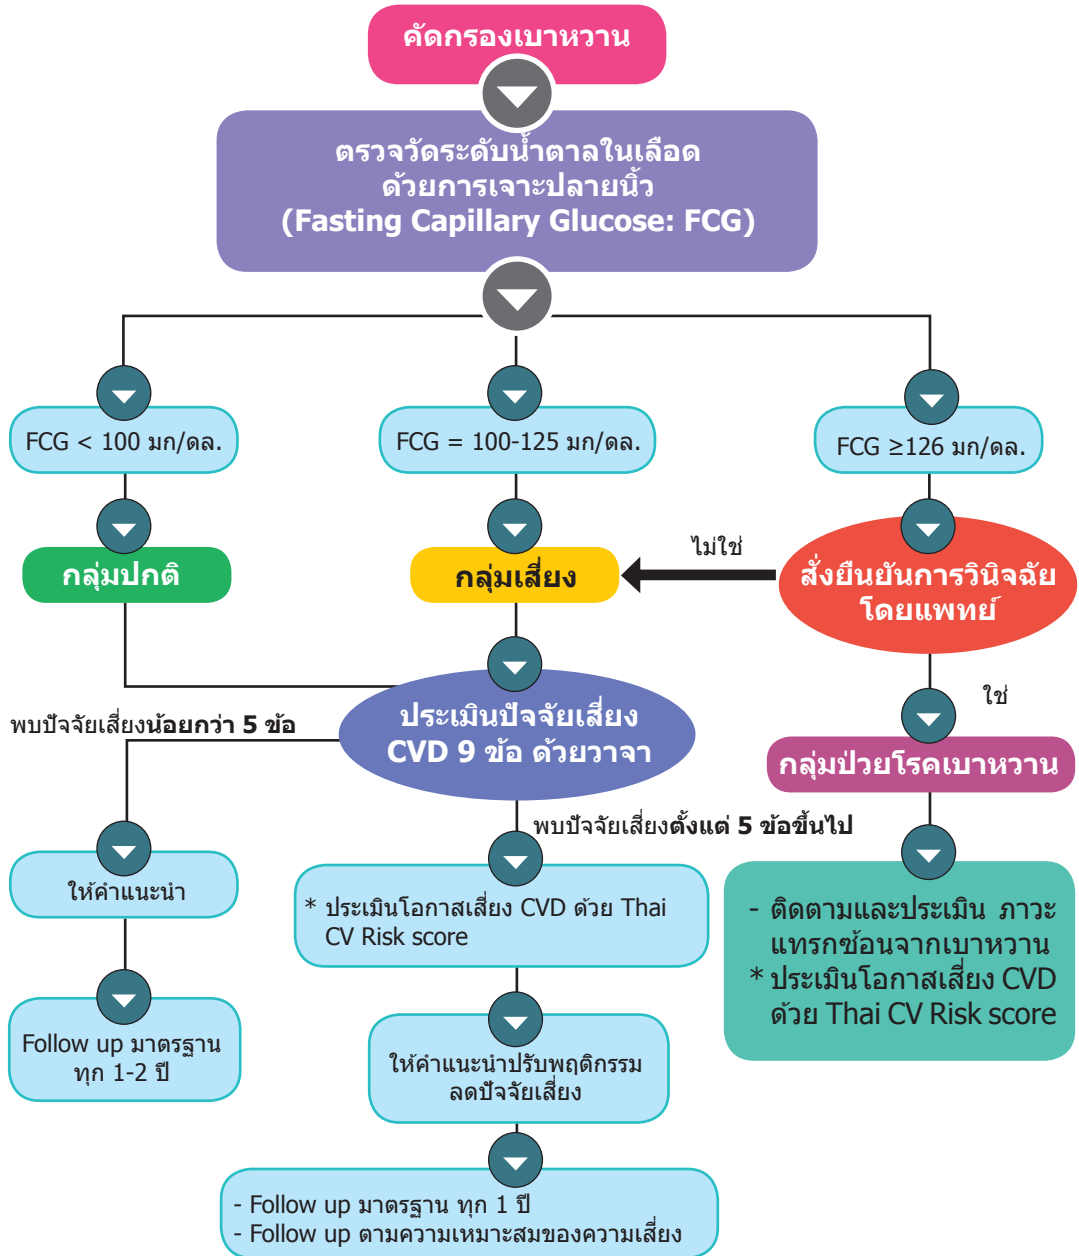 คัดกรองเบาหวาน
ตรวจวัดระดับน้ำตาลในเลือด
ด้วยการเจาะปลายนิ้ว
(Fasting Capillary Glucose: FCG)
FCG < 100 มก/ดล.
FCG = 100-125 มก/ดล.
FCG ≥126 มก/ดล.
กลุ่มปกติ
กลุ่มเสี่ยง
ไม่ใช่
สั่งยืนยันการวินิจฉัย
โดยแพทย์
ใช่
พบปัจจัยเสี่ยงน้อยกว่า 5 ข้อ
ประเมินปัจจัยเสี่ยง
CVD 9 ข้อ ด้วยวาจา
กลุ่มป่วยโรคเบาหวาน
พบปัจจัยเสี่ยงตั้งแต่ 5 ข้อขึ้นไป
ให้คำแนะนำ
* ประเมินโอกาสเสี่ยง CVD ด้วย Thai
CV Risk score
- ติดตามและประเมิน ภาวะ
แทรกซ้อนจากเบาหวาน
* ประเมินโอกาสเสี่ยง CVD
ด้วย Thai CV Risk score
Follow up มาตรฐาน
ทุก 1-2 ปี
ให้คำแนะนำปรับพฤติกรรม
ลดปัจจัยเสี่ยง
- Follow up มาตรฐาน ทุก 1 ปี
- Follow up ตามความเหมาะสมของความเสี่ยง